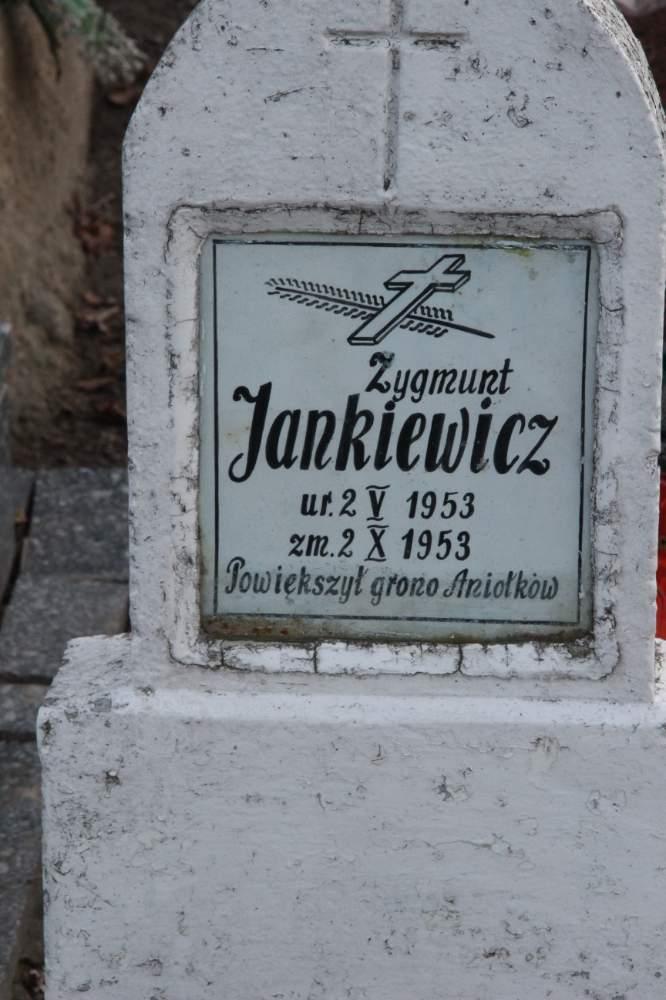 Zygmunt
Jankiewicz
ur. 2 V 1953
zm. 2 X 1953
Powiększył grono Aniołków